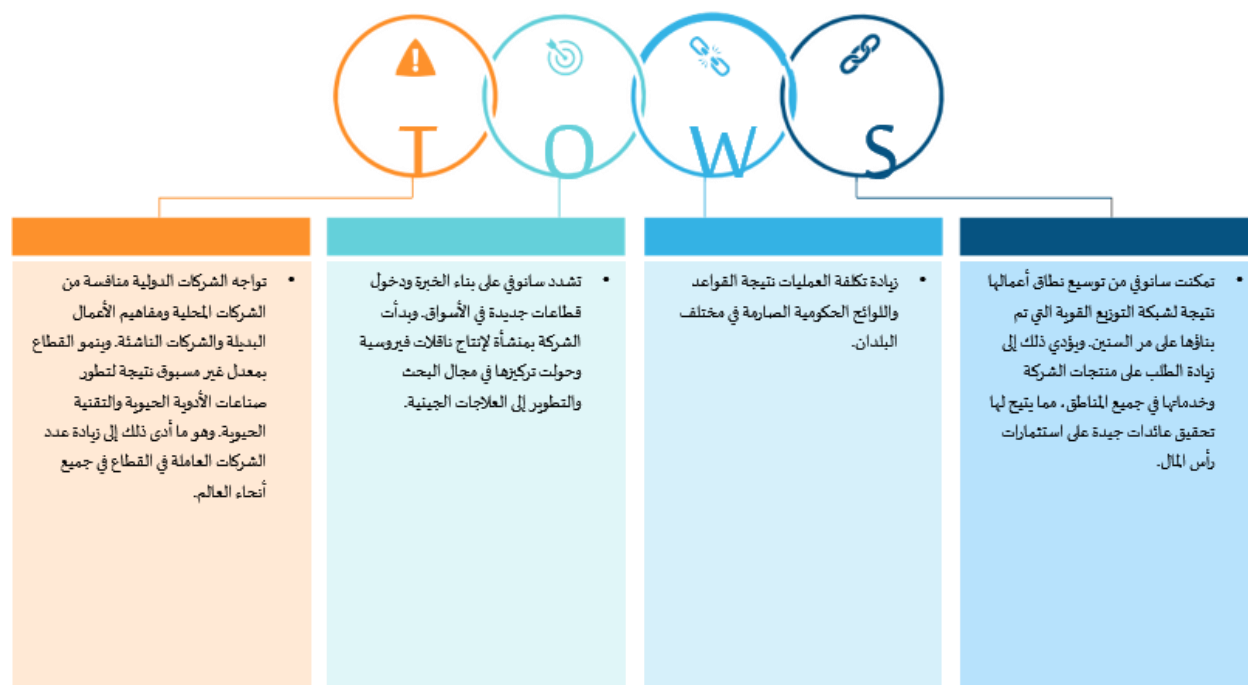 S
W
O
T
• تمكنت سانوفي من توسيع نطاق أعمالها
نتيجة لشبكة التوزيع القوية التي تم
بناؤها على مر السنين. ويؤدي ذلك إلى
زيادة الطلب على منتجات الشركة
وخدماتها في جميع المناطق، مما يتيح لها
تحقيق عائدات جيدة على استثمارات
رأس المال.
• زيادة تكلفة العمليات نتيجة القواعد
واللوائح الحكومية الصارمة في مختلف
البلدان.
• تشدد سانوفي على بناء الخبرة ودخول
قطاعات جديدة في الأسواق. وبدأت
الشركة بمنشأة لإنتاج ناقلات فيروسية
وحولت تركيزها في مجال البحث
والتطوير إلى العلاجات الجينية.
• تواجه الشركات الدولية منافسة من
الشركات المحلية ومفاهيم الأعمال
البديلة والشركات الناشئة. وينمو القطاع
بمعدل غير مسبوق نتيجة لتطور
صناعات الأدوية الحيوية والتقنية
الحيوية. وهو ما أدى ذلك إلى زيادة عدد
الشركات العاملة في القطاع في جميع
أنحاء العالم.